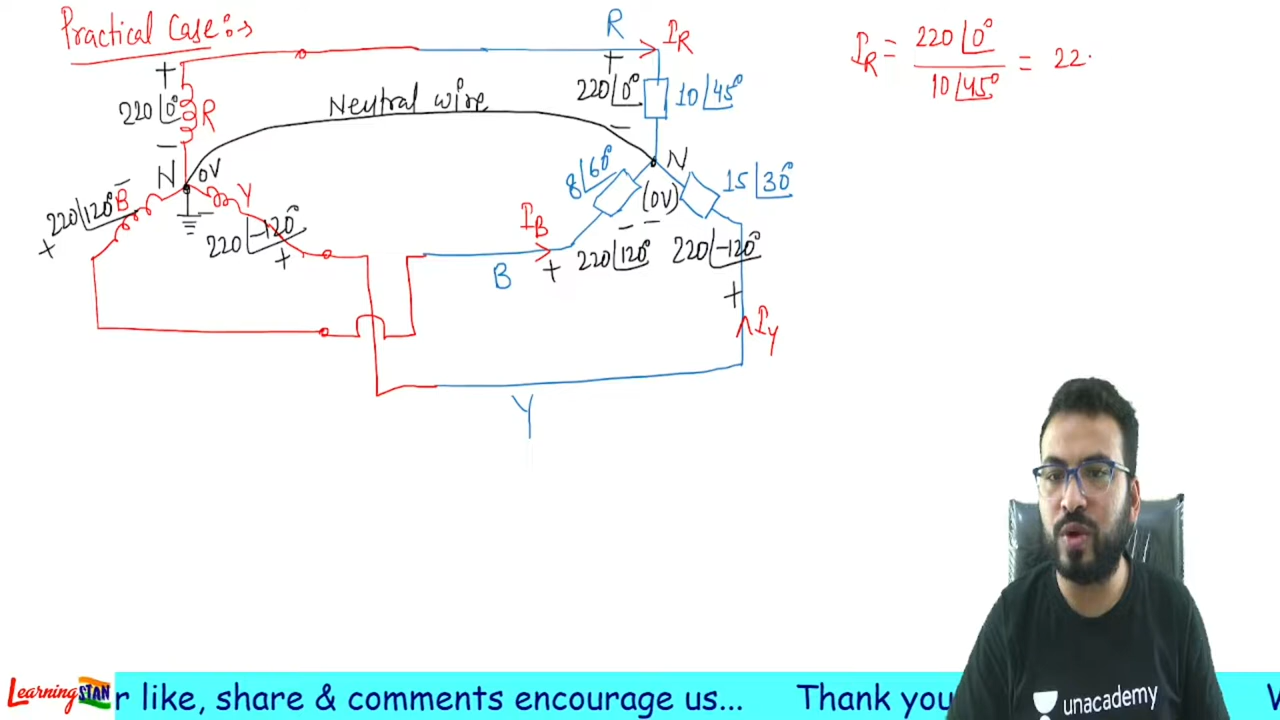 Practical Case:->
R
I_R
+
+
220∠0°
10∠45°
220∠0°
R
Neutral wire
−
−
N
0V
N
8∠60°
15∠30°
(0V)
−
220∠120°
B
Y
−
+
220∠-120°
+
I_B
−
−
220∠120°
220∠-120°
B
+
+
I_Y
Y
I_R = 220∠0° / 10∠45° = 22.
unacademy
LearningSTAN
r like, share & comments encourage us...
Thank you
W